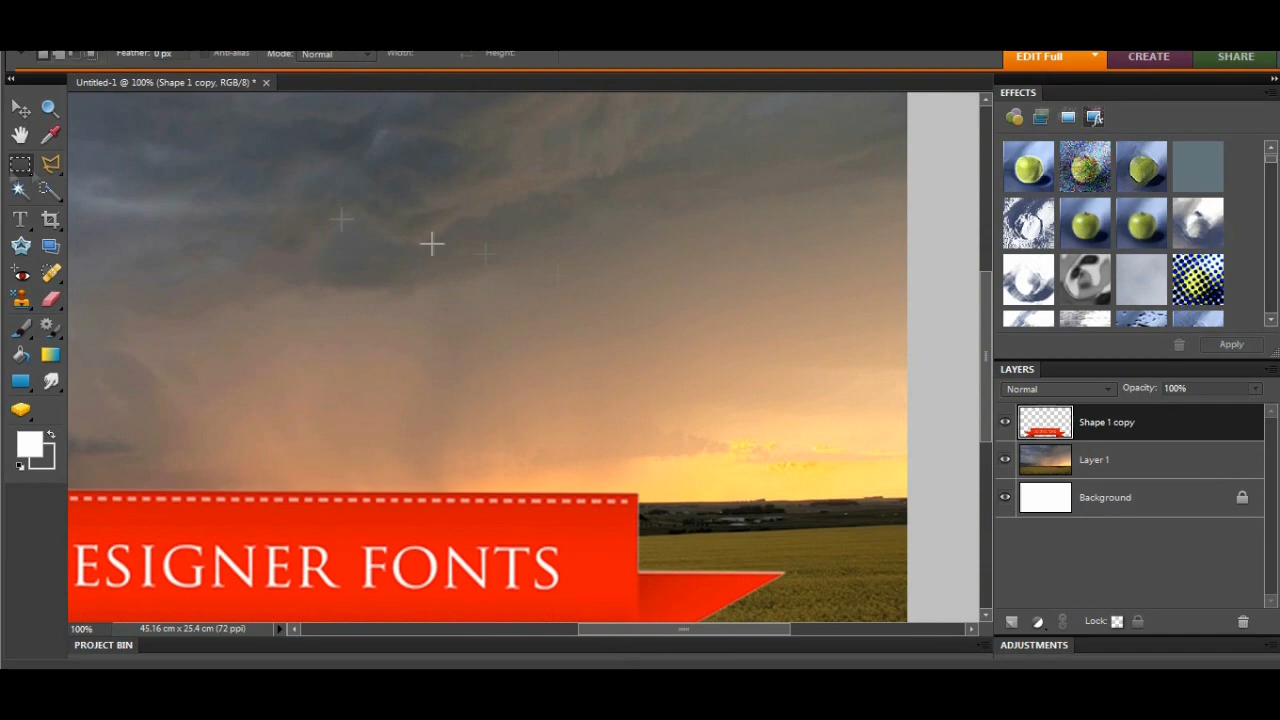 Feather: 0 px Anti-alias Mode: Normal Width: Height:
EDIT Full CREATE SHARE
Untitled-1 @ 100% (Shape 1 copy, RGB/8) *
EFFECTS
Apply
LAYERS
Normal Opacity: 100%
Shape 1 copy
Layer 1
Background
ESIGNER FONTS
Lock:
100% 45.16 cm x 25.4 cm (72 ppi)
PROJECT BIN
ADJUSTMENTS